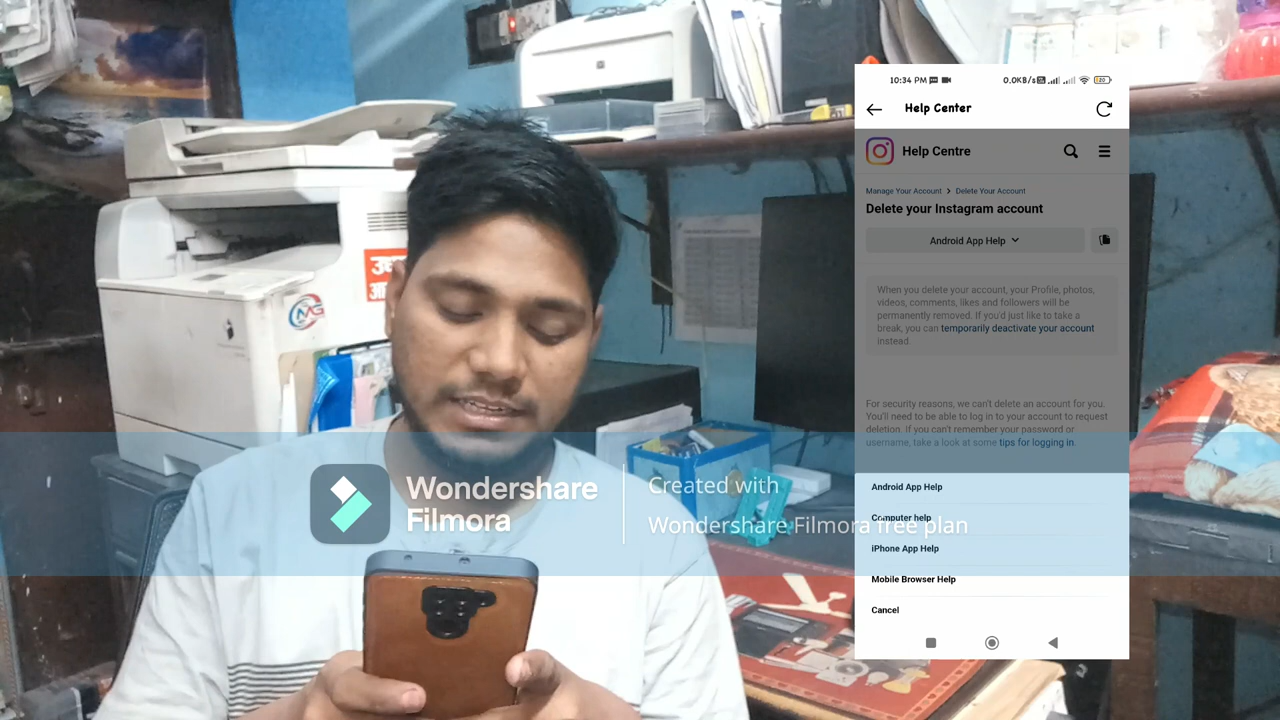 10:34 PM
0.0KB/s
20
Help Center
Help Centre
Manage Your Account > Delete Your Account
Delete your Instagram account
Android App Help
When you delete your account, your Profile, photos,
videos, comments, likes and followers will be
permanently removed. If you'd just like to take a
break, you can temporarily deactivate your account
instead.
For security reasons, we can't delete an account for you.
You'll need to be able to log in to your account to request
deletion. If you can't remember your password or
username, take a look at some tips for logging in.
Android App Help
Computer help
iPhone App Help
Mobile Browser Help
Cancel
Wondershare
Filmora
Created with
Wondershare Filmora free plan
MG